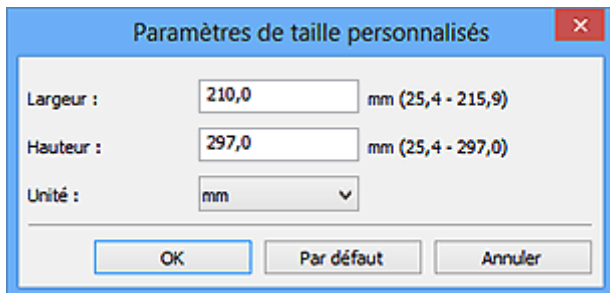 Paramètres de taille personnalisés
Largeur : 210,0 mm (25,4 - 215,9)
Hauteur : 297,0 mm (25,4 - 297,0)
Unité : mm
OK Par défaut Annuler